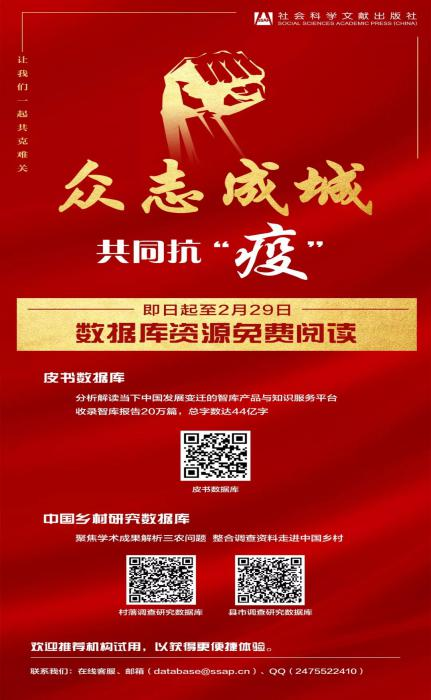 社会科学文献出版社
SOCIAL SCIENCES ACADEMIC PRESS (CHINA)
让我们一起共克难关
众志成城
共同抗“疫”
即日起至2月29日
数据库资源免费阅读
皮书数据库
分析解读当下中国发展变迁的智库产品与知识服务平台
收录智库报告20万篇，总字数达44亿字
皮书数据库
中国乡村研究数据库
聚焦学术成果解析三农问题 整合调查资料走进中国乡村
村落调查研究数据库
县市调查研究数据库
欢迎推荐机构试用，以获得更便捷体验。
联系我们：在线客服、邮箱（database@ssap.cn）、QQ（2475522410）